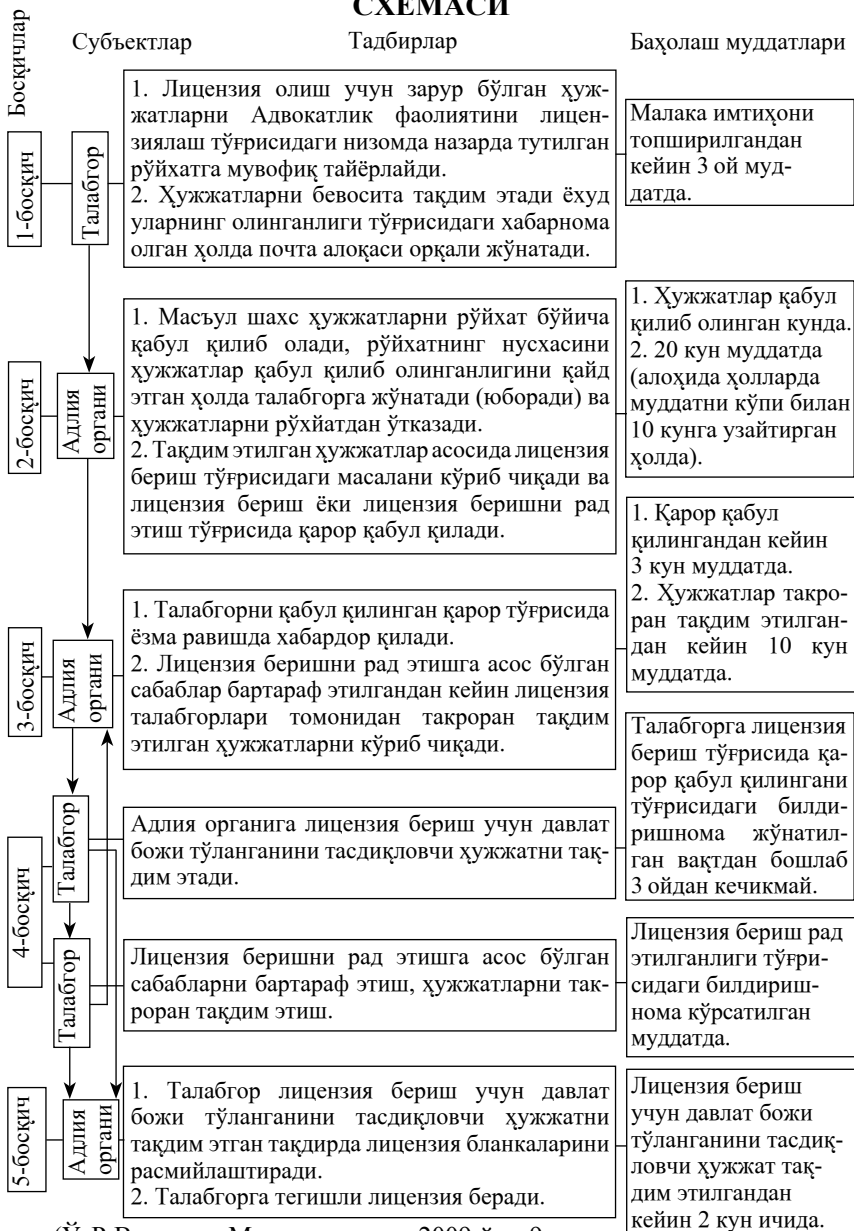 СХЕМАСИ
Босқичлар
Субъектлар
Тадбирлар
Баҳолаш муддатлари
1-босқич
Талабгор
1. Лицензия олиш учун зарур бўлган ҳуж-
жатларни Адвокатлик фаолиятини лицен-
зиялаш тўғрисидаги низомда назарда тутилган
рўйхатга мувофиқ тайёрлайди.
2. Ҳужжатларни бевосита тақдим этади ёхуд
уларнинг олинганлиги тўғрисидаги хабарнома
олган ҳолда почта алоқаси орқали жўнатади.
Малака имтиҳони
топширилгандан
кейин 3 ой муд-
датда.
2-босқич
Адлия
органи
1. Масъул шахс ҳужжатларни рўйхат бўйича
қабул қилиб олади, рўйхатнинг нусхасини
ҳужжатлар қабул қилиб олинганлигини қайд
этган ҳолда талабгорга жўнатади (юборади) ва
ҳужжатларни рўхйатдан ўтказади.
2. Тақдим этилган ҳужжатлар асосида лицензия
бериш тўғрисидаги масалани кўриб чиқади ва
лицензия бериш ёки лицензия беришни рад
этиш тўғрисида қарор қабул қилади.
1. Ҳужжатлар қабул
қилиб олинган кунда.
2. 20 кун муддатда
(алоҳида ҳолларда
муддатни кўпи билан
10 кунга узайтирган
ҳолда).
3-босқич
Адлия
органи
1. Талабгорни қабул қилинган қарор тўғрисида
ёзма равишда хабардор қилади.
2. Лицензия беришни рад этишга асос бўлган
сабаблар бартараф этилгандан кейин лицензия
талабгорлари томонидан такроран тақдим
этилган ҳужжатларни кўриб чиқади.
1. Қарор қабул
қилингандан кейин
3 кун муддатда.
2. Ҳужжатлар такро-
ран тақдим этилган-
дан кейин 10 кун
муддатда.
4-босқич
Талабгор
Адлия органига лицензия бериш учун давлат
божи тўланганини тасдиқловчи ҳужжатни тақ-
дим этади.
Талабгорга лицензия
бериш тўғрисида қа-
рор қабул қилингани
тўғрисидаги билди-
ришнома жўнатил-
ган вақтдан бошлаб
3 ойдан кечикмай.
Талабгор
Лицензия беришни рад этишга асос бўлган
сабабларни бартараф этиш, ҳужжатларни так-
роран тақдим этиш.
Лицензия бериш рад
этилганлиги тўғри-
сидаги билдириш-
нома кўрсатилган
муддатда.
5-босқич
Адлия
органи
1. Талабгор лицензия бериш учун давлат
божи тўланганини тасдиқловчи ҳужжатни
тақдим этган тақдирда лицензия бланкаларини
расмийлаштиради.
2. Талабгорга тегишли лицензия беради.
Лицензия бериш
учун давлат божи
тўланганини тасдиқ-
ловчи ҳужжат тақ-
дим этилгандан
кейин 2 кун ичида.